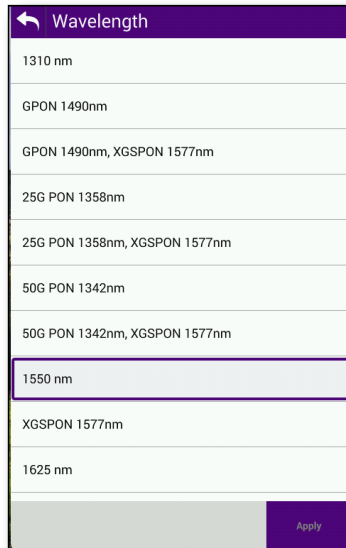 Wavelength
1310 nm
GPON 1490nm
GPON 1490nm, XGSPON 1577nm
25G PON 1358nm
25G PON 1358nm, XGSPON 1577nm
50G PON 1342nm
50G PON 1342nm, XGSPON 1577nm
1550 nm
XGSPON 1577nm
1625 nm
Apply